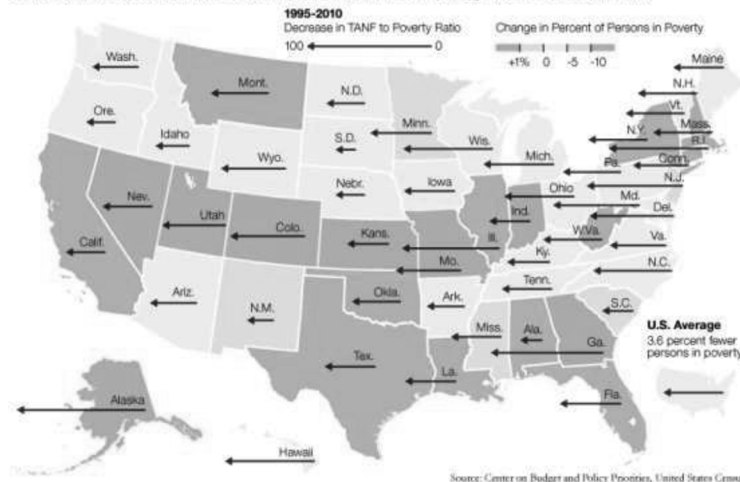 1995-2010
Decrease in TANF to Poverty Ratio
100 0
Change in Percent of Persons in Poverty
+1% 0 -5 -10
Wash.
Mont.
N.D.
Minn.
Maine
N.H.
Vt.
Ore.
Idaho
S.D.
Wis.
N.Y.
Mass.
R.I.
Wyo.
Mich.
Pa.
Conn.
N.J.
Nev.
Nebr.
Iowa
Ohio
Md.
Del.
Utah
Colo.
Ind.
Calif.
Kans.
Ill.
W.Va.
Va.
Mo.
Ky.
N.C.
Ariz.
N.M.
Okla.
Ark.
Tenn.
S.C.
Miss.
Ala.
Ga.
U.S. Average
3.6 percent fewer
persons in poverty
Tex.
La.
Fla.
Alaska
Hawaii
Source: Center on Budget and Policy Priorities, United States Census